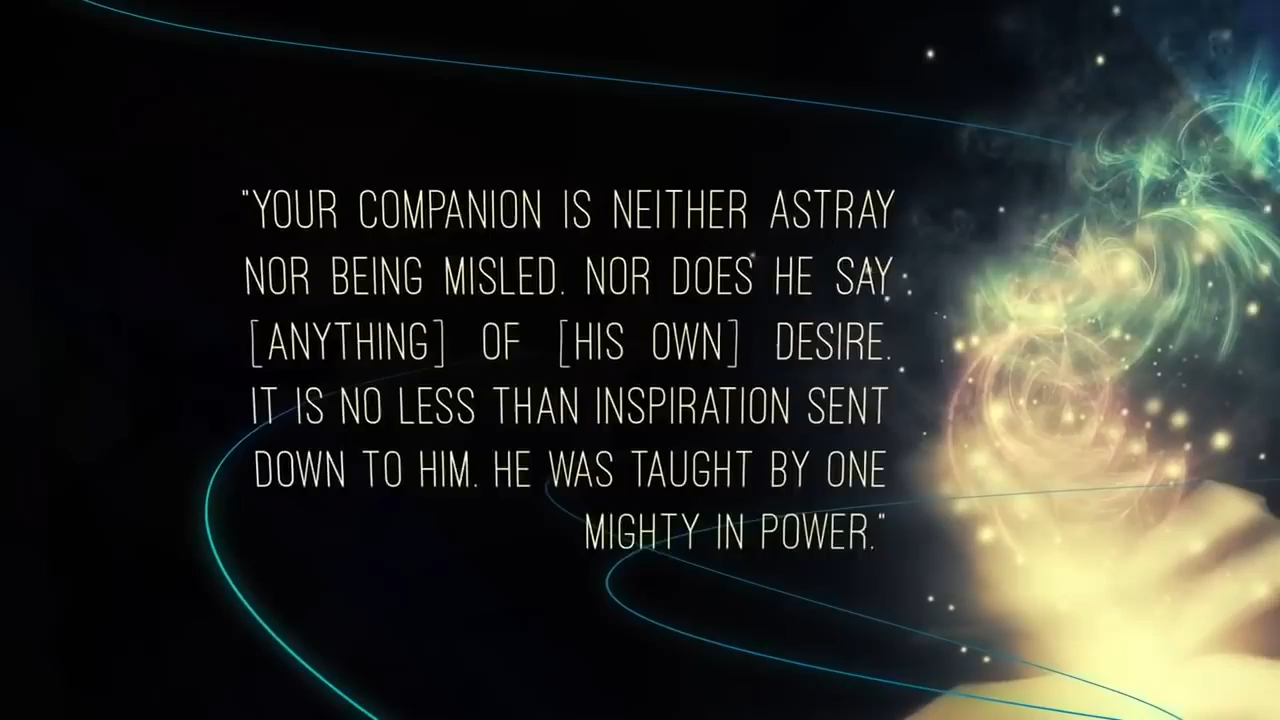 "YOUR COMPANION IS NEITHER ASTRAY
NOR BEING MISLED. NOR DOES HE SAY
[ANYTHING] OF [HIS OWN] DESIRE.
IT IS NO LESS THAN INSPIRATION SENT
DOWN TO HIM. HE WAS TAUGHT BY ONE
MIGHTY IN POWER."